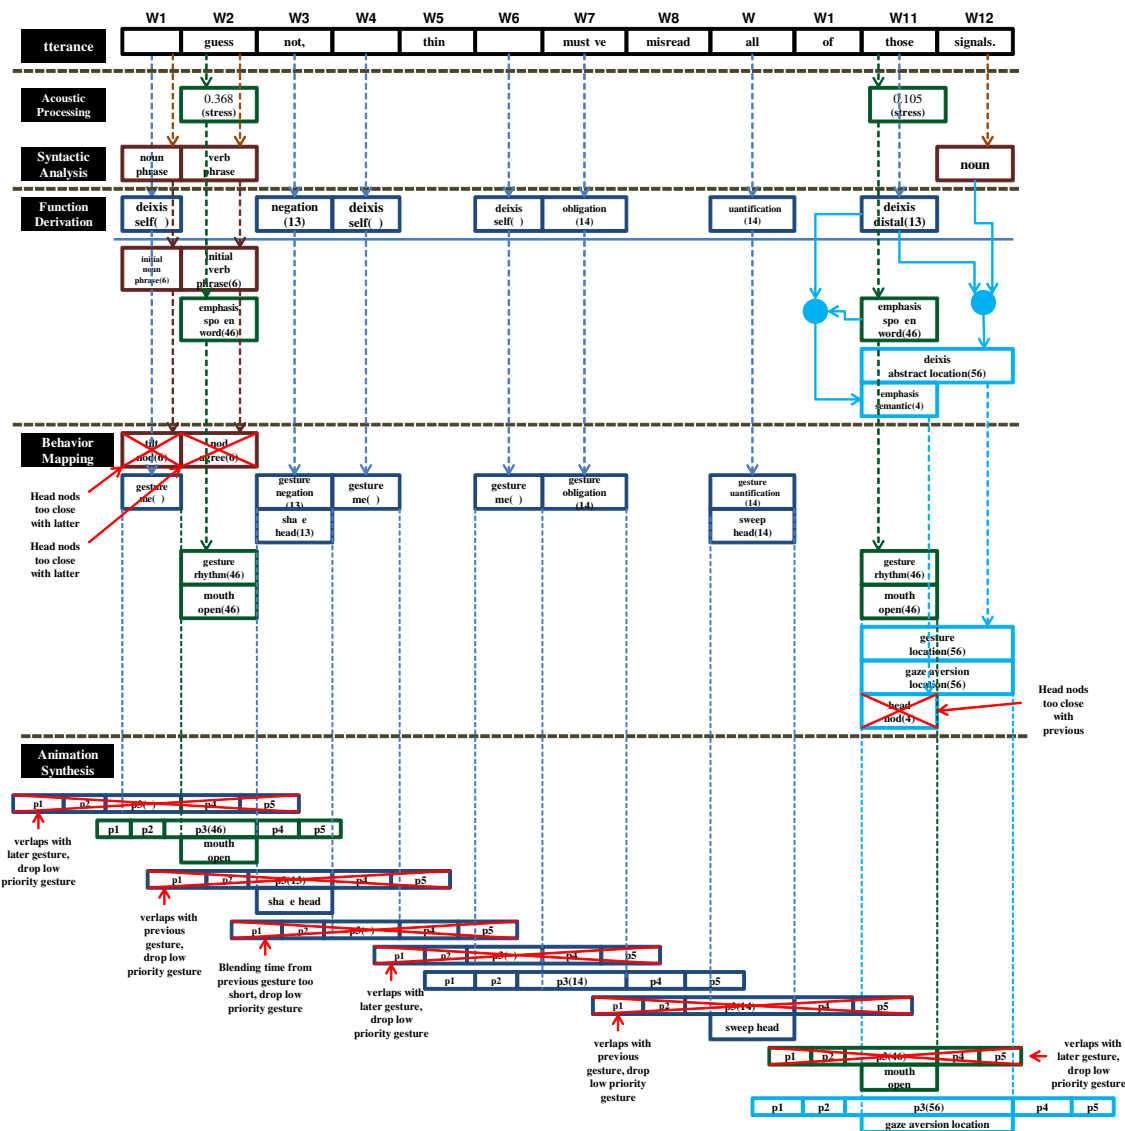 W1 W2 W3 W4 W5 W6 W7 W8 W W1 W11 W12
tterance guess not, thin must ve misread all of those signals.
Acoustic
Processing
0.368
(stress)
0.105
(stress)
Syntactic
Analysis
noun
phrase
verb
phrase
noun
Function
Derivation
deixis
self( )
negation
(13)
deixis
self( )
deixis
self( )
obligation
(14)
uantification
(14)
deixis
distal(13)
initial
noun
phrase(6)
initial
verb
phrase(6)
emphasis
spo en
word(46)
emphasis
spo en
word(46)
deixis
abstract location(56)
emphasis
semantic(4)
Behavior
Mapping
tilt
nod(6)
nod
agree(6)
Head nods
too close
with latter
Head nods
too close
with latter
gesture
me( )
gesture
negation
(13)
sha e
head(13)
gesture
me( )
gesture
me( )
gesture
obligation
(14)
gesture
uantification
(14)
sweep
head(14)
gesture
rhythm(46)
mouth
open(46)
gesture
rhythm(46)
mouth
open(46)
gesture
location(56)
gaze aversion
location(56)
head
nod(4)
Head nods
too close
with
previous
Animation
Synthesis
p1 p2 p3( ) p4 p5
verlaps with
later gesture,
drop low
priority gesture
p1 p2 p3(46) p4 p5
mouth
open
p1 p2 p3(13) p4 p5
sha e head
verlaps with
previous
gesture,
drop low
priority gesture
p1 p2 p3( ) p4 p5
Blending time from
previous gesture too
short, drop low
priority gesture
p1 p2 p3( ) p4 p5
verlaps with
later gesture,
drop low
priority gesture
p1 p2 p3(14) p4 p5
p1 p2 p3(14) p4 p5
sweep head
verlaps with
previous
gesture, drop
low priority
gesture
p1 p2 p3(46) p4 p5
mouth
open
verlaps with
later gesture,
drop low
priority gesture
p1 p2 p3(56) p4 p5
gaze aversion location